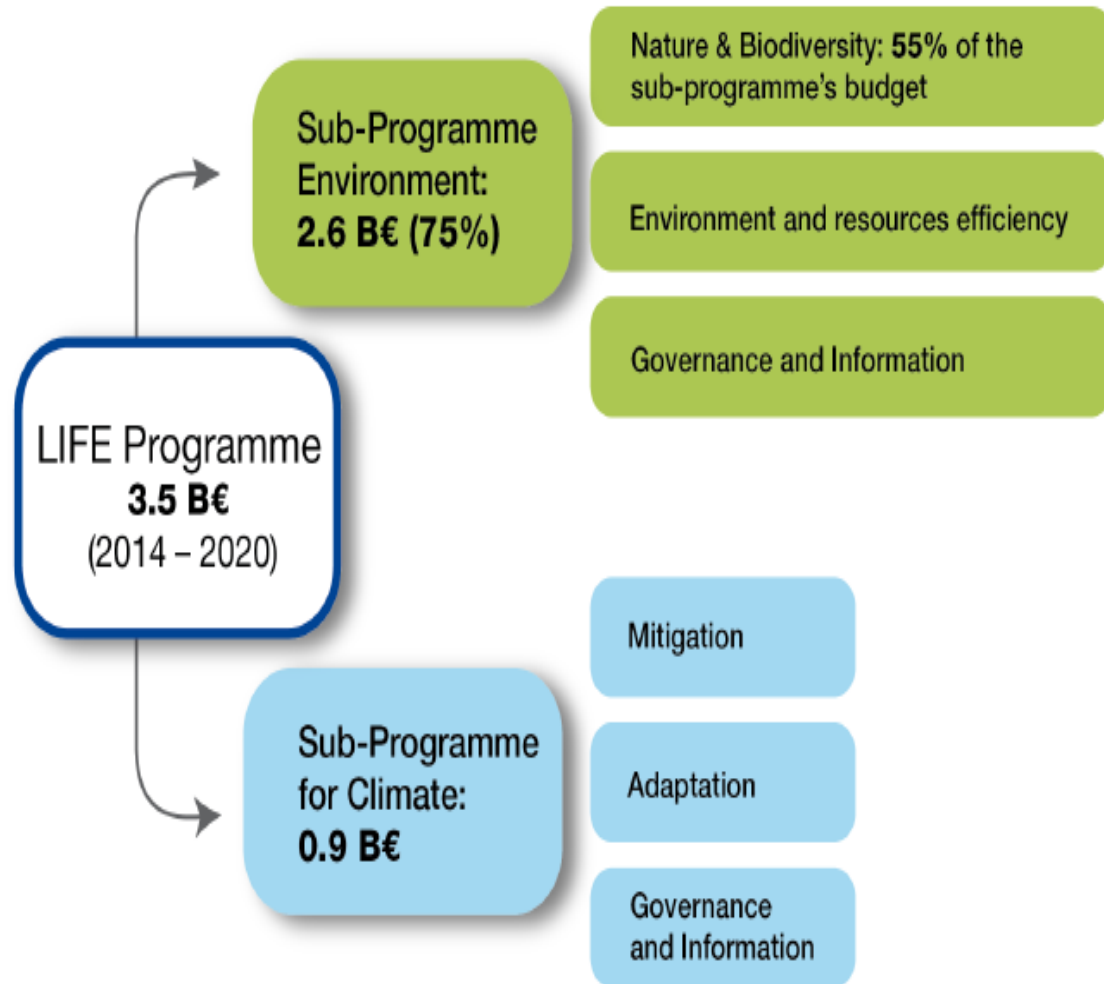 LIFE Programme
3.5 B€
(2014 – 2020)
Sub-Programme
Environment:
2.6 B€ (75%)
Nature & Biodiversity: 55% of the
sub-programme's budget
Environment and resources efficiency
Governance and Information
Sub-Programme
for Climate:
0.9 B€
Mitigation
Adaptation
Governance
and Information